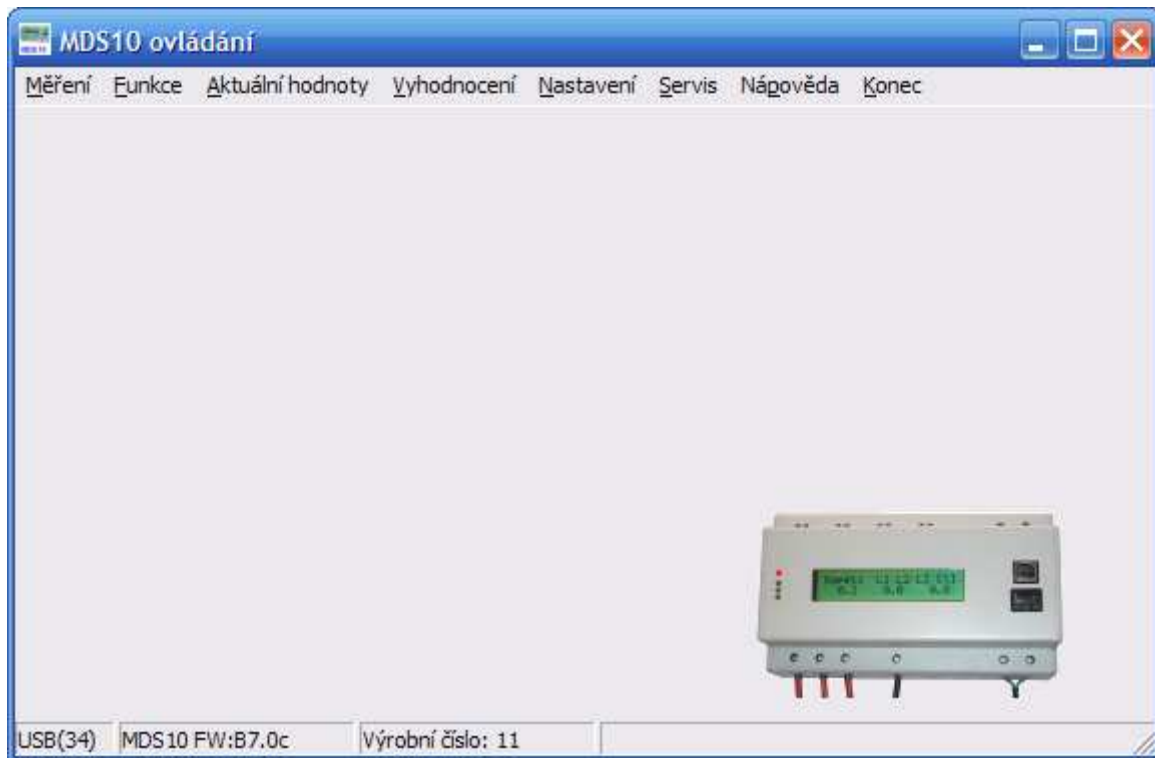 MDS10 ovládání
Měření Funkce Aktuální hodnoty Vyhodnocení Nastavení Servis Nápověda Konec
USB(34) MDS10 FW:B7.0c Výrobní číslo: 11